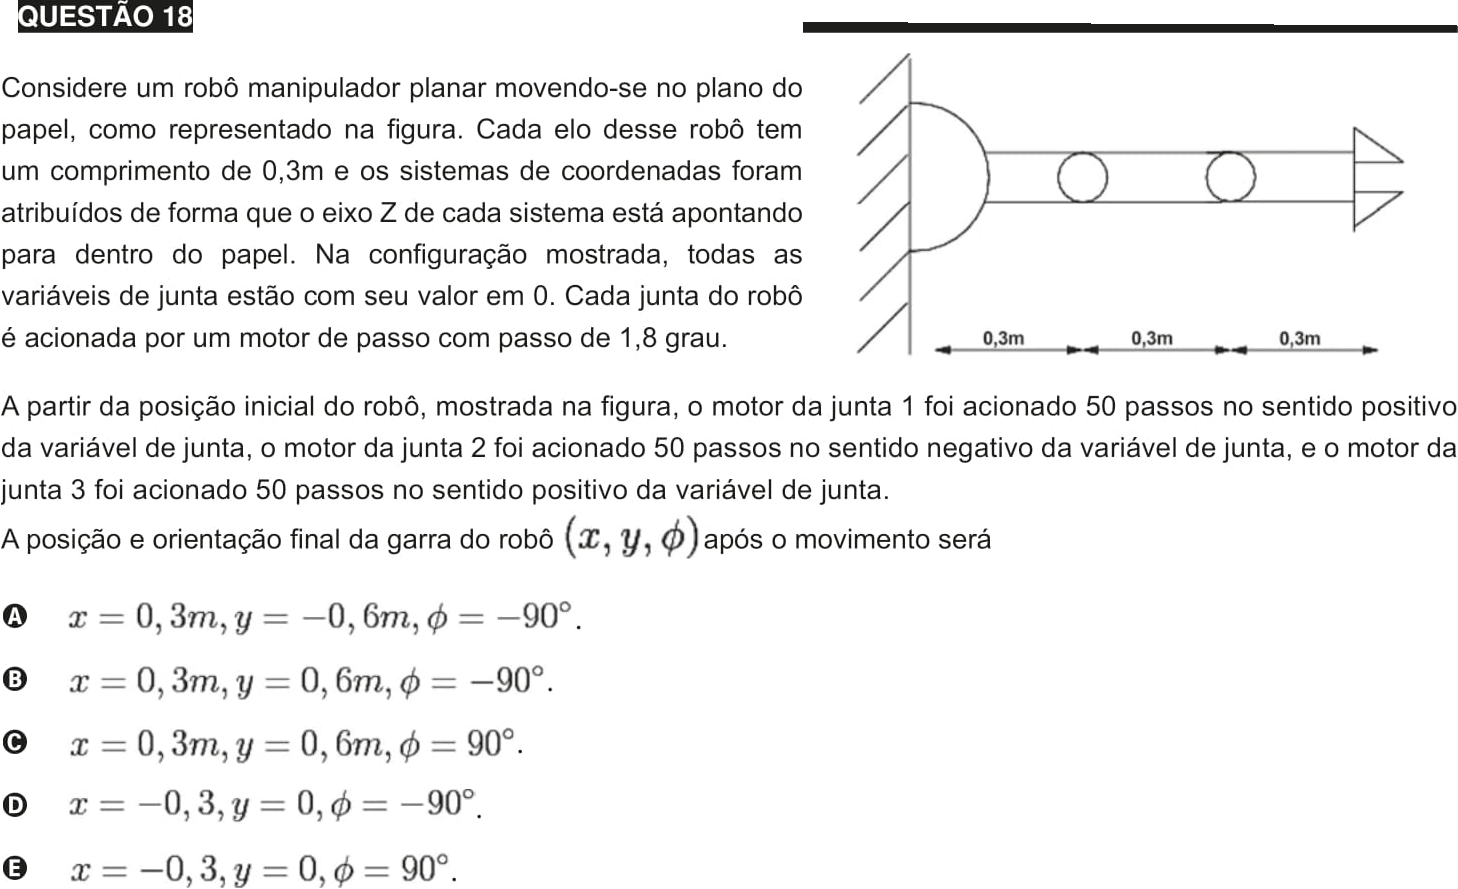 QUESTÃO 18
Considere um robô manipulador planar movendo-se no plano do
papel, como representado na figura. Cada elo desse robô tem
um comprimento de 0,3m e os sistemas de coordenadas foram
atribuídos de forma que o eixo Z de cada sistema está apontando
para dentro do papel. Na configuração mostrada, todas as
variáveis de junta estão com seu valor em 0. Cada junta do robô
é acionada por um motor de passo com passo de 1,8 grau.
0,3m 0,3m 0,3m
A partir da posição inicial do robô, mostrada na figura, o motor da junta 1 foi acionado 50 passos no sentido positivo
da variável de junta, o motor da junta 2 foi acionado 50 passos no sentido negativo da variável de junta, e o motor da
junta 3 foi acionado 50 passos no sentido positivo da variável de junta.
A posição e orientação final da garra do robô (x, y, ϕ) após o movimento será
A x = 0, 3m, y = −0, 6m, ϕ = −90°.
B x = 0, 3m, y = 0, 6m, ϕ = −90°.
C x = 0, 3m, y = 0, 6m, ϕ = 90°.
D x = −0, 3, y = 0, ϕ = −90°.
E x = −0, 3, y = 0, ϕ = 90°.